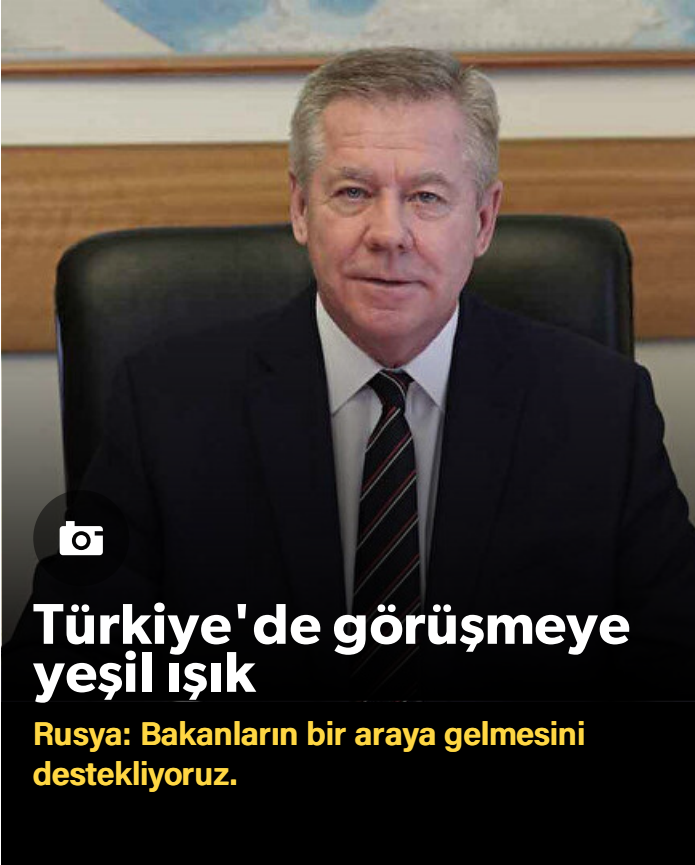 Türkiye'de görüşmeye
yeşil ışık
Rusya: Bakanların bir araya gelmesini
destekliyoruz.